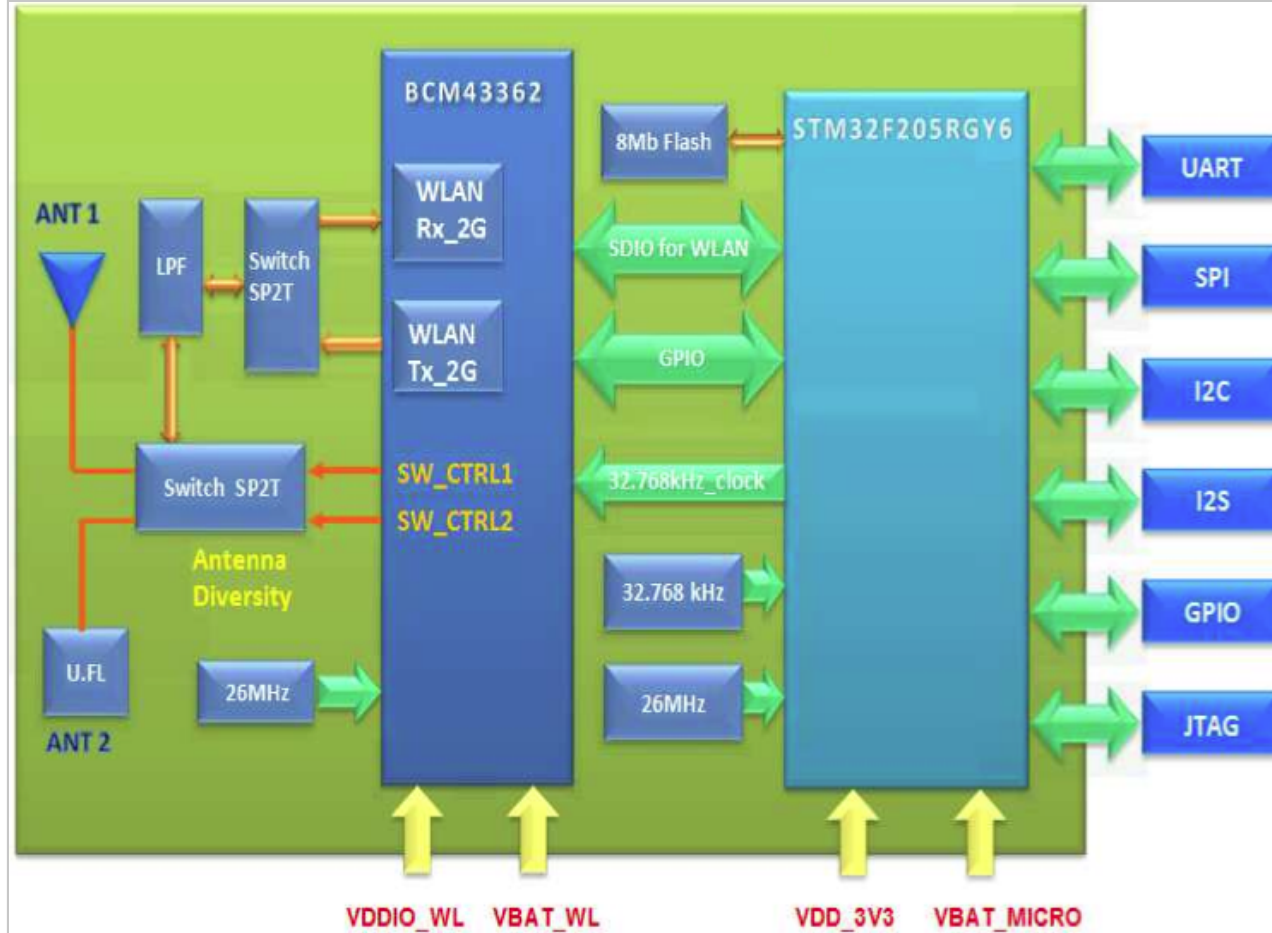 BCM43362
STM32F205RGY6
8Mb Flash
UART
WLAN
Rx_2G
ANT 1
LPF
Switch
SP2T
SDIO for WLAN
SPI
WLAN
Tx_2G
GPIO
I2C
Switch SP2T
SW_CTRL1
32.768kHz_clock
I2S
SW_CTRL2
Antenna
Diversity
32.768 kHz
GPIO
U.FL
26MHz
26MHz
JTAG
ANT 2
VDDIO_WL
VBAT_WL
VDD_3V3
VBAT_MICRO